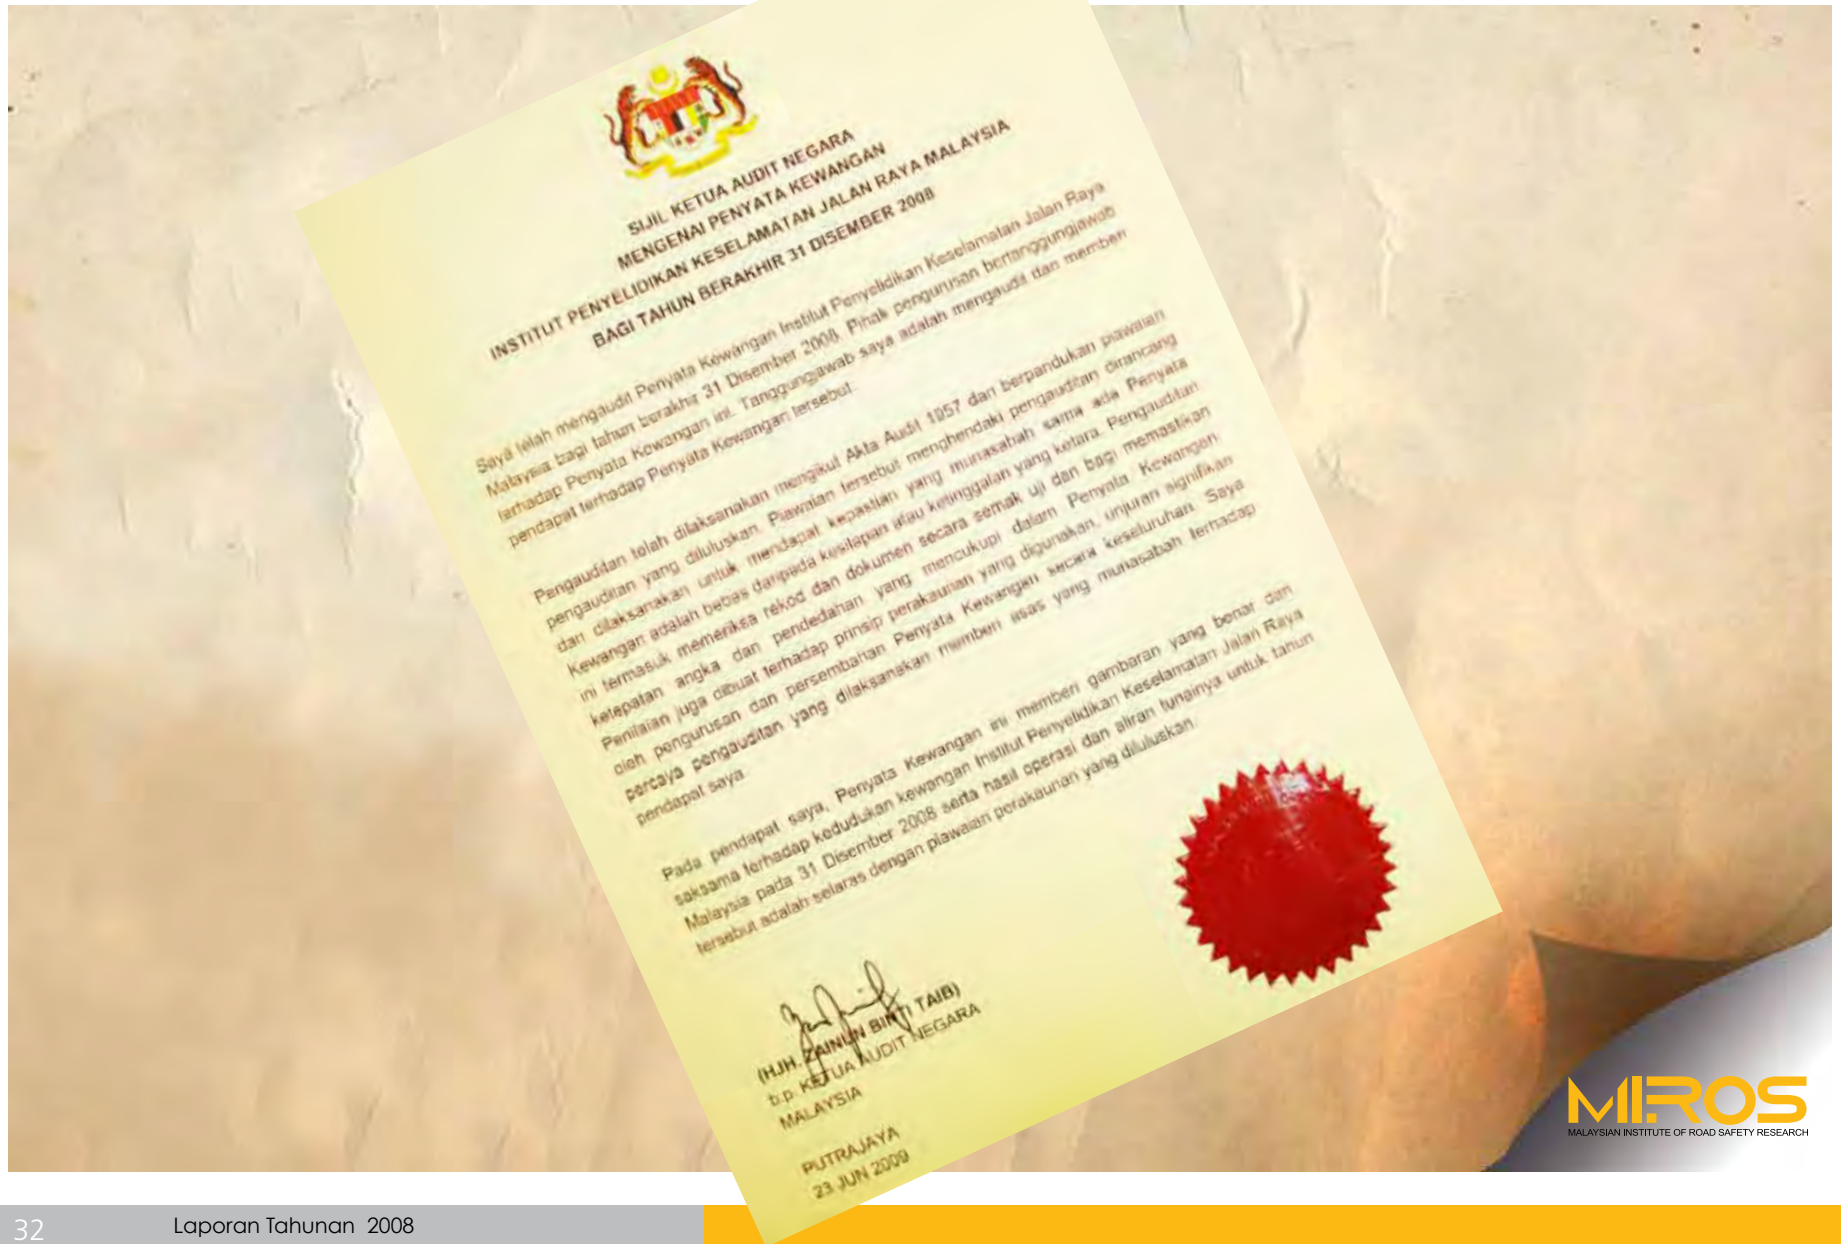 SIJIL KETUA AUDIT NEGARA
MENGENAI PENYATA KEWANGAN
INSTITUT PENYELIDIKAN KESELAMATAN JALAN RAYA MALAYSIA
BAGI TAHUN BERAKHIR 31 DISEMBER 2008
Saya telah mengaudit Penyata Kewangan Institut Penyelidikan Keselamatan Jalan Raya
Malaysia bagi tahun berakhir 31 Disember 2008. Pihak pengurusan bertanggungjawab
terhadap Penyata Kewangan ini. Tanggungjawab saya adalah mengaudit dan memberi
pendapat terhadap Penyata Kewangan tersebut.
Pengauditan telah dilaksanakan mengikut Akta Audit 1957 dan berpandukan piawaian
pengauditan yang diluluskan. Piawaian tersebut menghendaki pengauditan dirancang
dan dilaksanakan untuk mendapat kepastian yang munasabah sama ada Penyata
Kewangan adalah bebas daripada kesilapan atau ketinggalan yang ketara. Pengauditan
ini termasuk memeriksa rekod dan dokumen secara semak uji dan bagi memastikan
ketepatan angka dan pendedahan yang mencukupi dalam Penyata Kewangan.
Penilaian juga dibuat terhadap prinsip perakaunan yang digunakan, unjuran signifikan
oleh pengurusan dan persembahan Penyata Kewangan secara keseluruhan. Saya
percaya pengauditan yang dilaksanakan memberi asas yang munasabah terhadap
pendapat saya.
Pada pendapat saya, Penyata Kewangan ini memberi gambaran yang benar dan
saksama terhadap kedudukan kewangan Institut Penyelidikan Keselamatan Jalan Raya
Malaysia pada 31 Disember 2008 serta hasil operasi dan aliran tunainya untuk tahun
tersebut adalah selaras dengan piawaian perakaunan yang diluluskan.
(HJH. ZAINUN BINTI TAIB)
b.p. KETUA AUDIT NEGARA
MALAYSIA
PUTRAJAYA
23 JUN 2009
MIROS
MALAYSIAN INSTITUTE OF ROAD SAFETY RESEARCH
32
Laporan Tahunan 2008